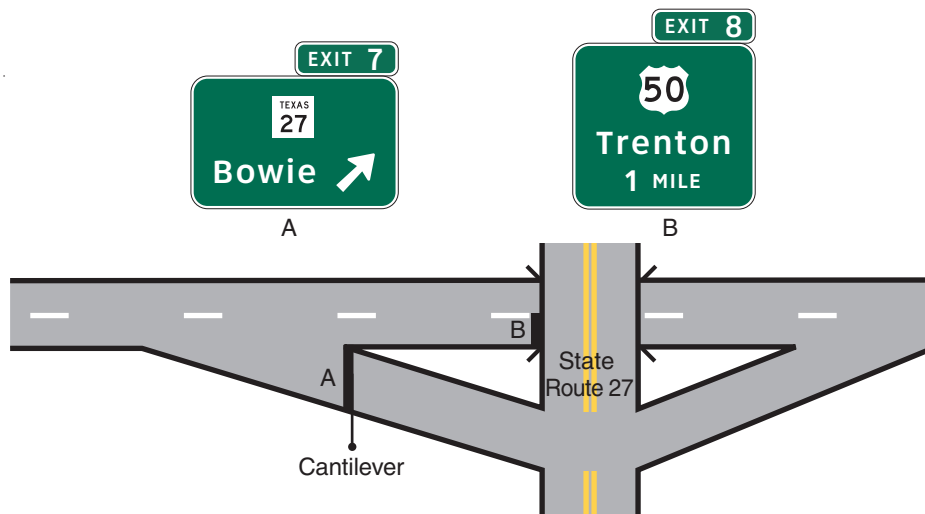 EXIT 7
TEXAS
27
Bowie
A
EXIT 8
50
Trenton
1 MILE
B
B
A
State
Route 27
Cantilever